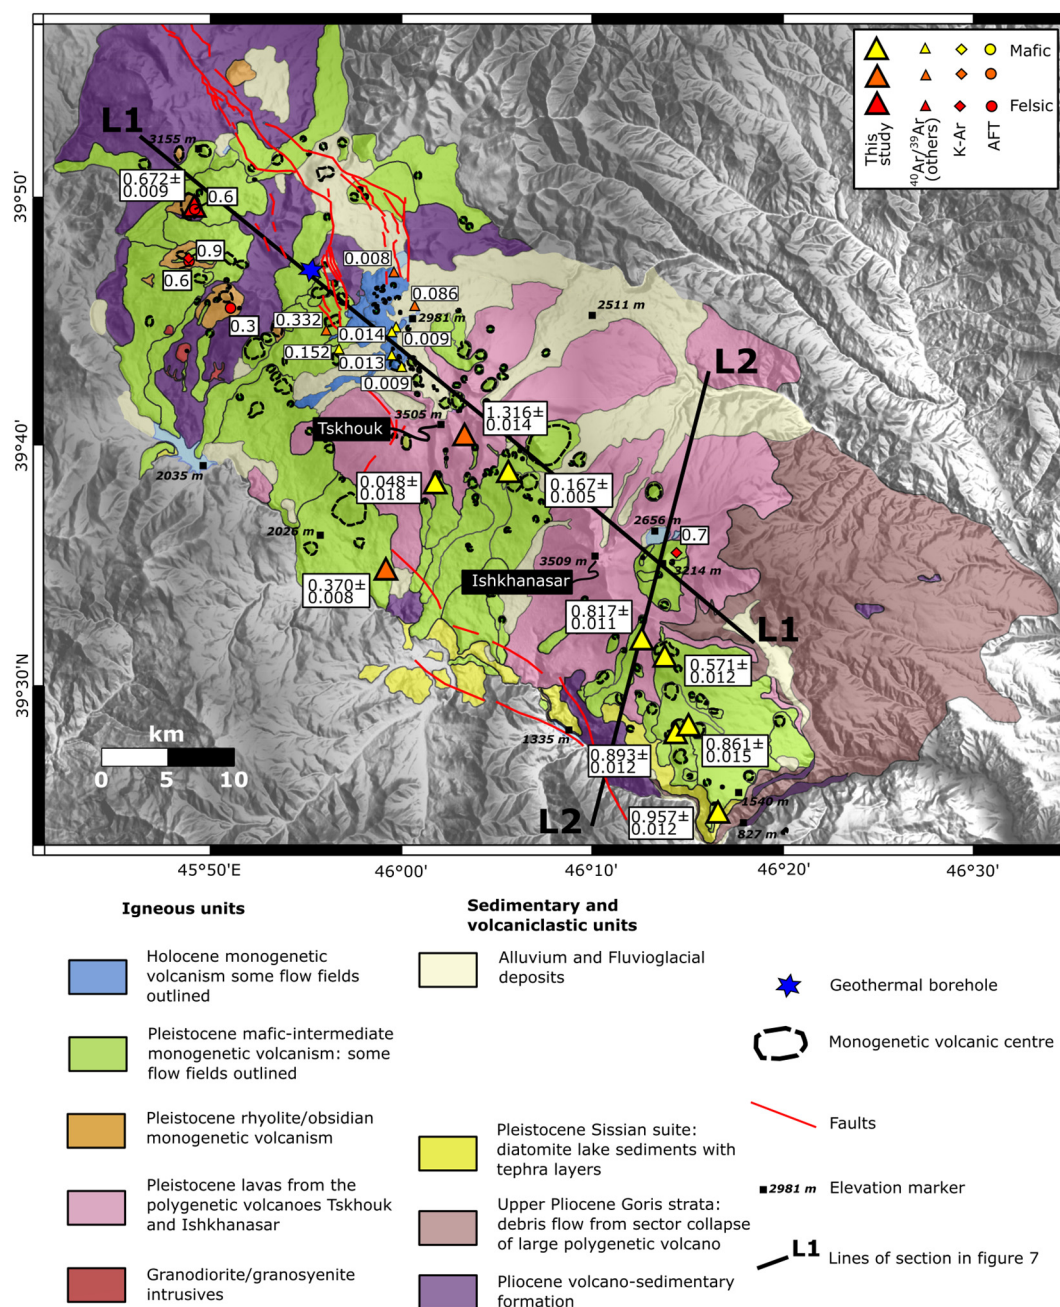 Mafic
Felsic
This study
⁴⁰Ar/³⁹Ar (others)
K-Ar
AFT
L1
3155 m
39°50'
0.672±
0.009
0.6
0.9
0.6
0.3
0.008
0.086
2981 m
2511 m
0.332
0.014
0.009
0.152
0.013
0.009
L2
3505 m
Tskhouk
1.316±
0.014
39°40'
2035 m
0.048±
0.018
0.167±
0.005
2026 m
2656 m
0.7
3509 m
3214 m
Ishkhanasar
0.370±
0.008
0.817±
0.011
L1
0.571±
0.012
39°30'N
km
0 5 10
1335 m
0.893±
0.012
0.861±
0.015
L2
1540 m
0.957±
0.012
827 m
45°50'E
46°00'
46°10'
46°20'
46°30'
Igneous units
Holocene monogenetic
volcanism some flow fields
outlined
Pleistocene mafic-intermediate
monogenetic volcanism: some
flow fields outlined
Pleistocene rhyolite/obsidian
monogenetic volcanism
Pleistocene lavas from the
polygenetic volcanoes Tskhouk
and Ishkhanasar
Granodiorite/granosyenite
intrusives
Sedimentary and
volcaniclastic units
Alluvium and Fluvioglacial
deposits
Pleistocene Sissian suite:
diatomite lake sediments with
tephra layers
Upper Pliocene Goris strata:
debris flow from sector collapse
of large polygenetic volcano
Pliocene volcano-sedimentary
formation
Geothermal borehole
Monogenetic volcanic centre
Faults
2981 m Elevation marker
L1 Lines of section in figure 7